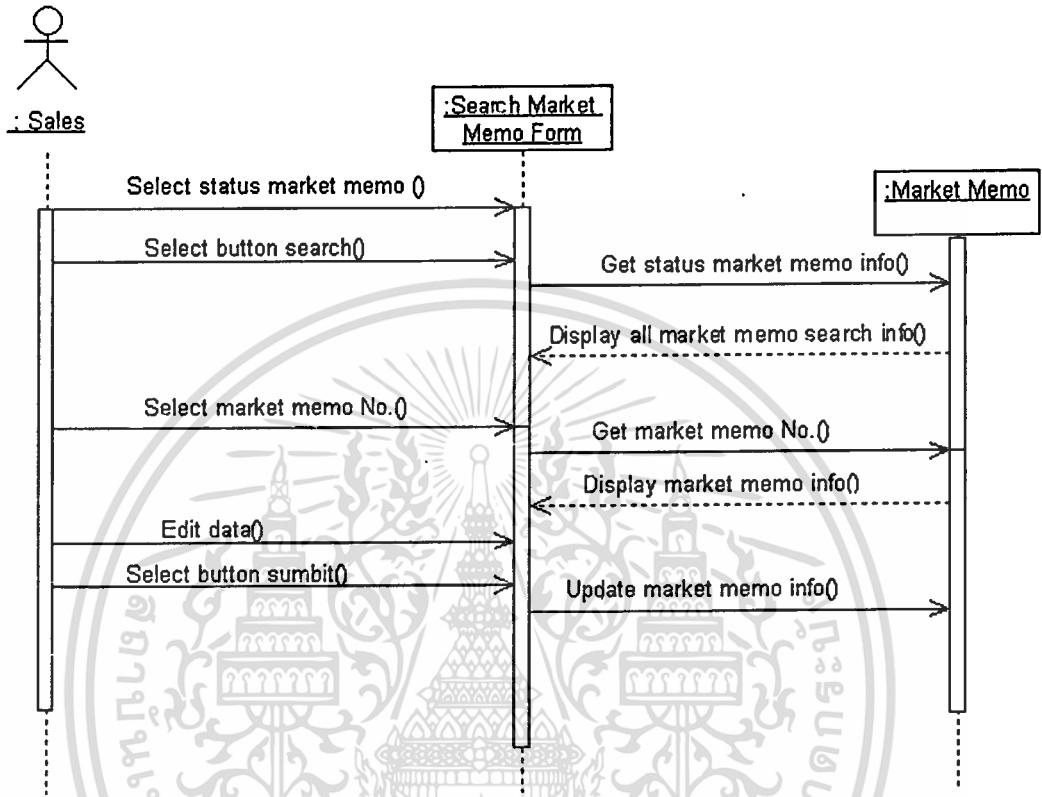 : Sales
:Search Market
Memo Form
:Market Memo
Select status market memo ()
Select button search()
Get status market memo info()
Display all market memo search info()
Select market memo No.()
Get market memo No.()
Display market memo info()
Edit data()
Select button sumbit()
Update market memo info()